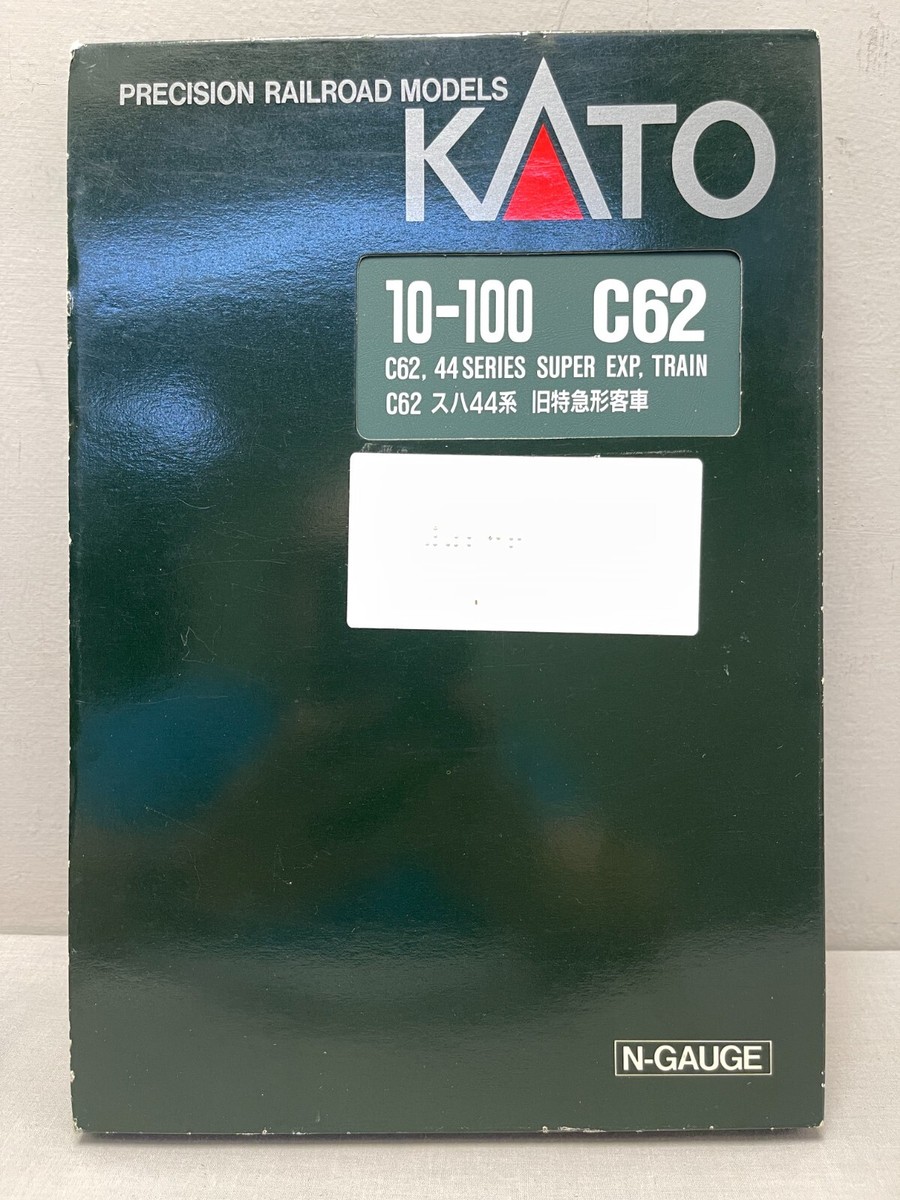 PRECISION RAILROAD MODELS
KATO
10-100 C62
C62, 44 SERIES SUPER EXP, TRAIN
C62 スハ44系 旧特急形客車
N-GAUGE